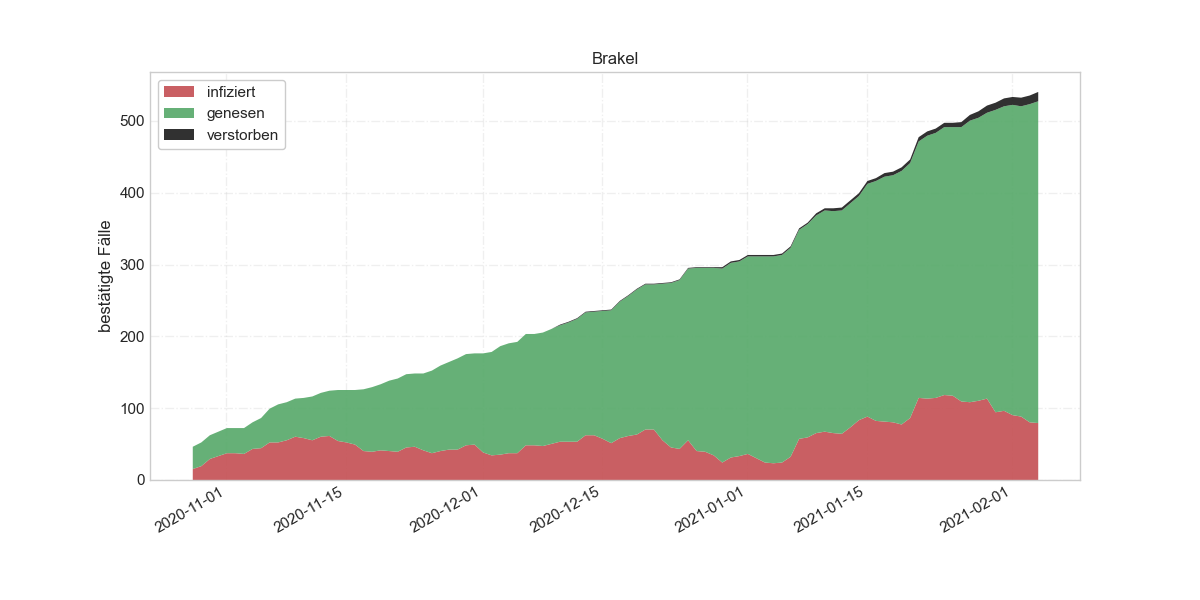 Brakel
infiziert
genesen
verstorben
bestätigte Fälle
500
400
300
200
100
0
2020-11-01
2020-11-15
2020-12-01
2020-12-15
2021-01-01
2021-01-15
2021-02-01